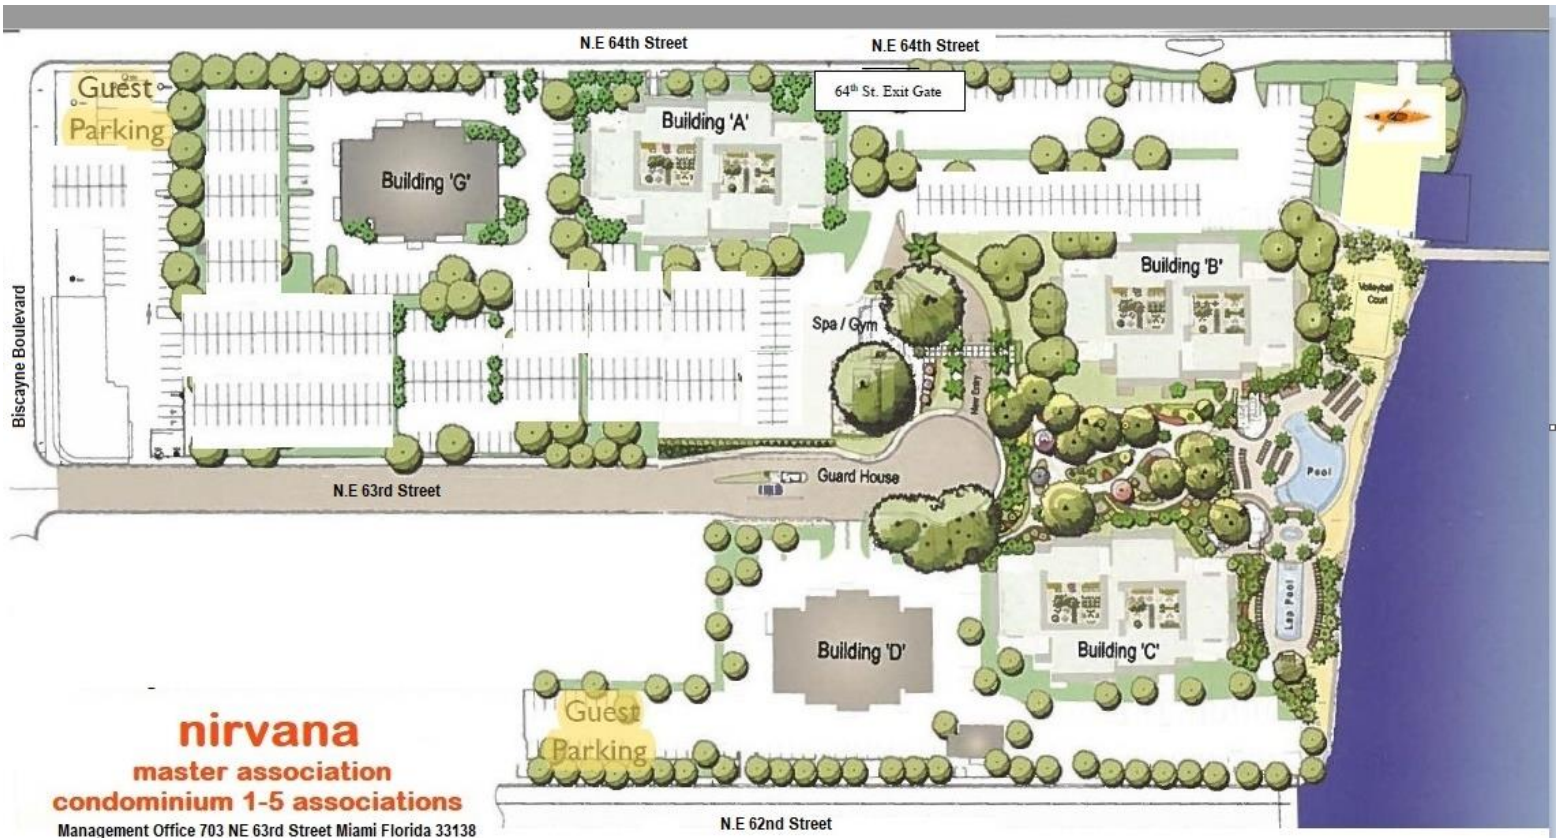 N.E 64th Street
N.E 64th Street
Guest
Parking
64th St. Exit Gate
Building 'A'
Building 'G'
Building 'B'
Volleyball
Court
Biscayne Boulevard
Spa / Gym
New Entry
Pool
Guard House
N.E 63rd Street
Lap Pool
Building 'D'
Building 'C'
Guest
Parking
nirvana
master association
condominium 1-5 associations
Management Office 703 NE 63rd Street Miami Florida 33138
N.E 62nd Street